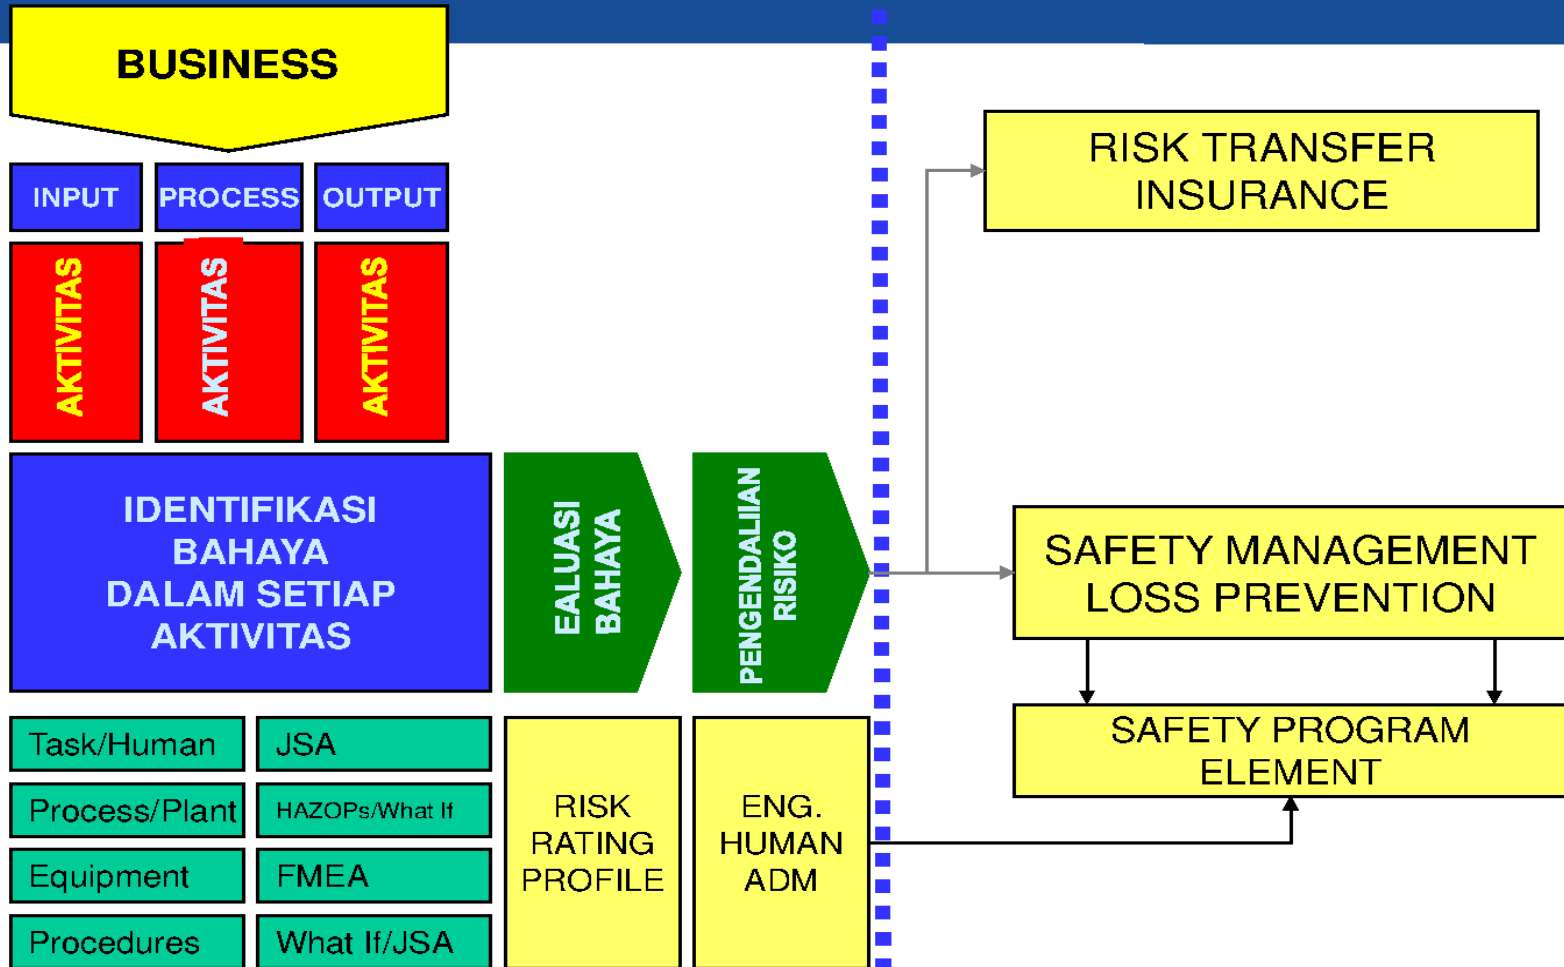 BUSINESS
INPUT
PROCESS
OUTPUT
AKTIVITAS
AKTIVITAS
AKTIVITAS
IDENTIFIKASI
BAHAYA
DALAM SETIAP
AKTIVITAS
EALUASI
BAHAYA
PENGENDALIIAN
RISIKO
Task/Human
JSA
Process/Plant
HAZOPs/What If
Equipment
FMEA
Procedures
What If/JSA
RISK
RATING
PROFILE
ENG.
HUMAN
ADM
RISK TRANSFER
INSURANCE
SAFETY MANAGEMENT
LOSS PREVENTION
SAFETY PROGRAM
ELEMENT